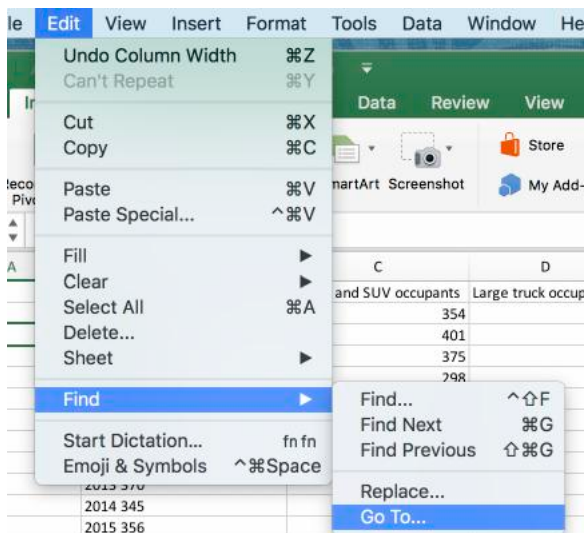 Edit View Insert Format Tools Data Window
Undo Column Width ⌘Z
Can't Repeat ⌘Y
Data Review View
Cut ⌘X
Copy ⌘C
Store
Screenshot
My Add-
Paste ⌘V
Paste Special... ^⌘V
Fill ▶
Clear ▶
Select All ⌘A
Delete...
Sheet ▶
A C D
and SUV occupants Large truck occup
354
401
375
298
Find ▶
Start Dictation... fn fn
Emoji & Symbols ^⌘Space
Find... ^⇧F
Find Next ⌘G
Find Previous ⇧⌘G
Replace...
Go To...
2013 370
2014 345
2015 356